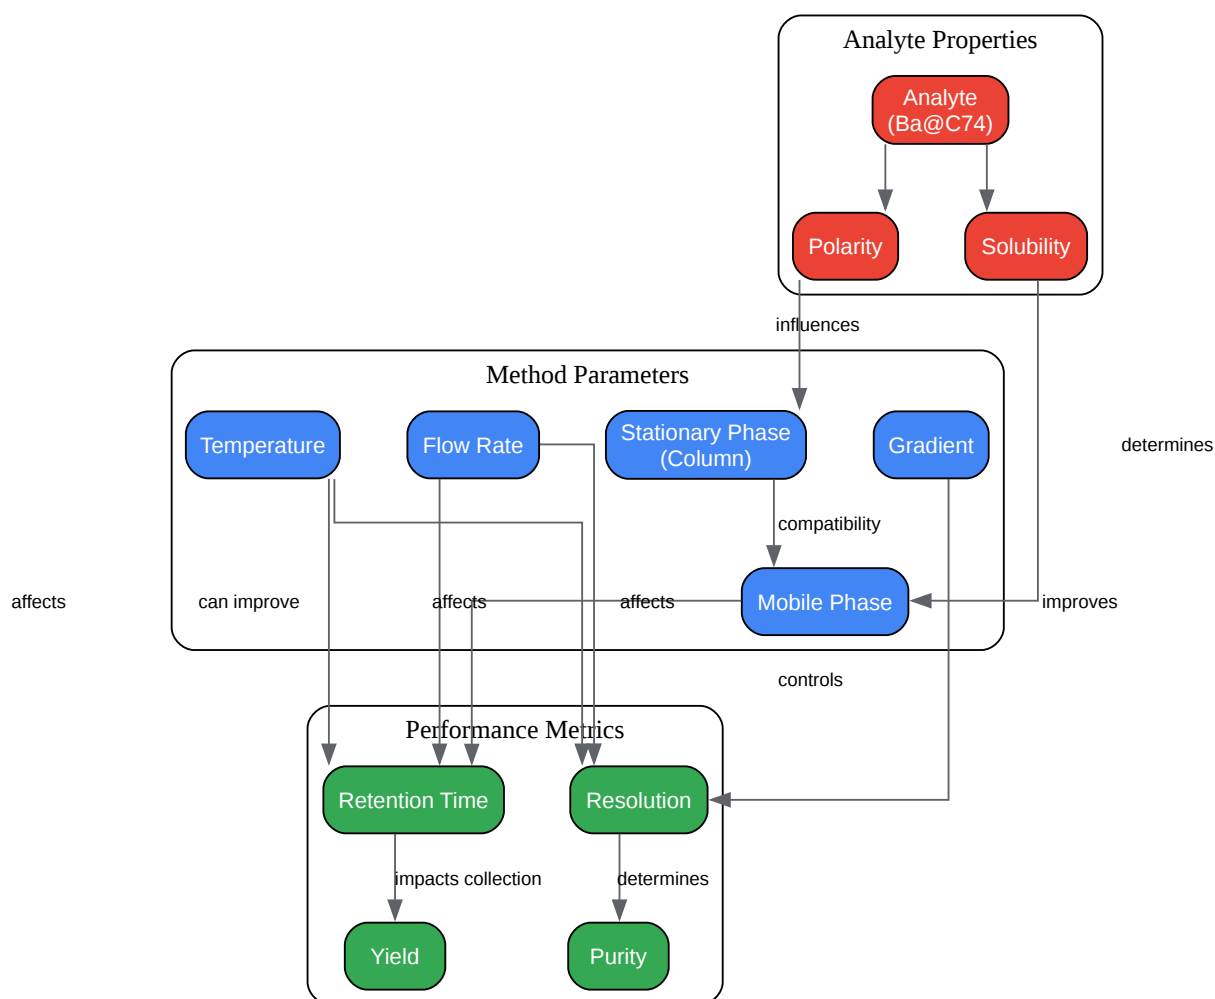 Analyte Properties
Analyte
(Ba@C74)
Polarity
Solubility
influences
Method Parameters
Temperature
Flow Rate
Stationary Phase
(Column)
Gradient
determines
compatibility
affects
can improve
affects
affects
Mobile Phase
improves
controls
Performance Metrics
Retention Time
Resolution
impacts collection
determines
Yield
Purity